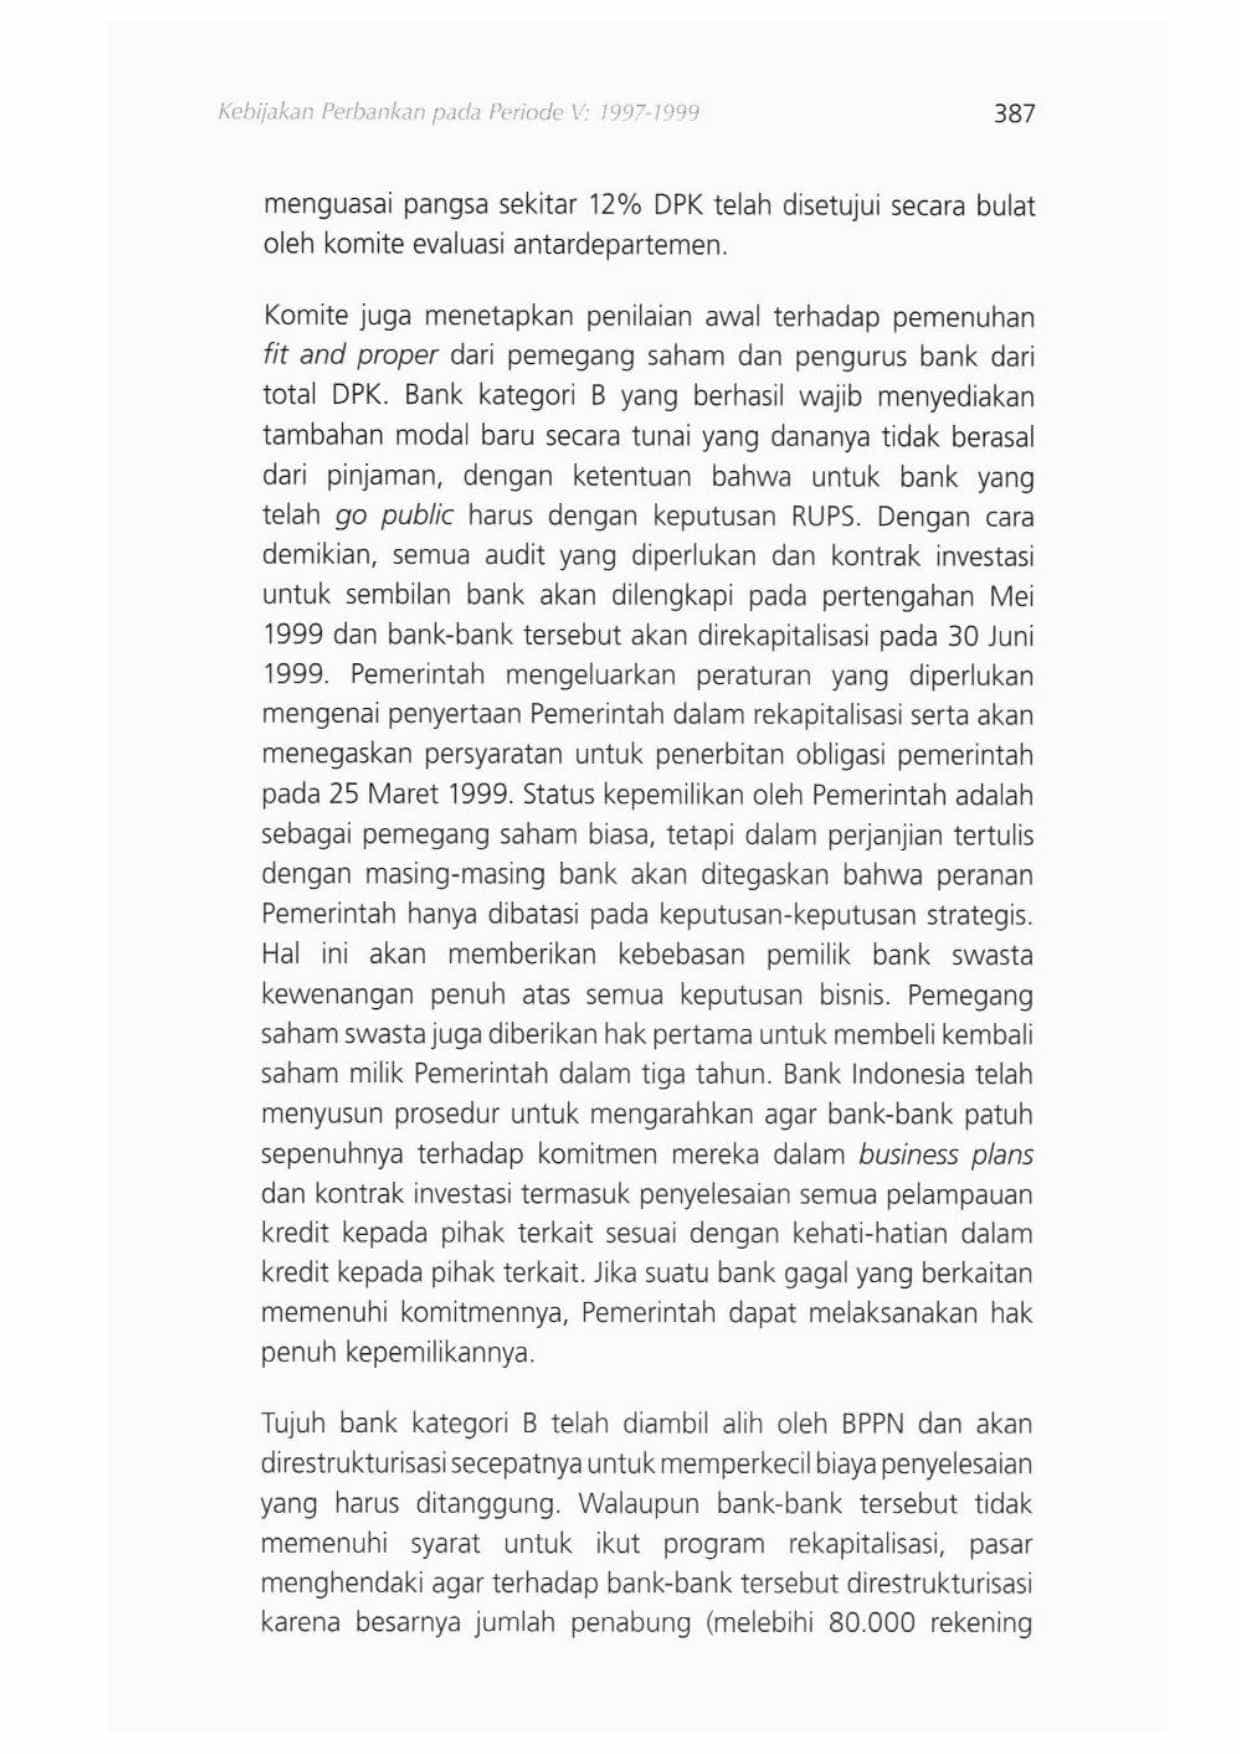 Kebijakan Perbankan pada Periode V: 1997-1999 387
menguasai pangsa sekitar 12% DPK telah disetujui secara bulat
oleh komite evaluasi antardepartemen.
Komite juga menetapkan penilaian awal terhadap pemenuhan
fit and proper dari pemegang saham dan pengurus bank dari
total DPK. Bank kategori B yang berhasil wajib menyediakan
tambahan modal baru secara tunai yang dananya tidak berasal
dari pinjaman, dengan ketentuan bahwa untuk bank yang
telah go public harus dengan keputusan RUPS. Dengan cara
demikian, semua audit yang diperlukan dan kontrak investasi
untuk sembilan bank akan dilengkapi pada pertengahan Mei
1999 dan bank-bank tersebut akan direkapitalisasi pada 30 Juni
1999. Pemerintah mengeluarkan peraturan yang diperlukan
mengenai penyertaan Pemerintah dalam rekapitalisasi serta akan
menegaskan persyaratan untuk penerbitan obligasi pemerintah
pada 25 Maret 1999. Status kepemilikan oleh Pemerintah adalah
sebagai pemegang saham biasa, tetapi dalam perjanjian tertulis
dengan masing-masing bank akan ditegaskan bahwa peranan
Pemerintah hanya dibatasi pada keputusan-keputusan strategis.
Hal ini akan memberikan kebebasan pemilik bank swasta
kewenangan penuh atas semua keputusan bisnis. Pemegang
saham swasta juga diberikan hak pertama untuk membeli kembali
saham milik Pemerintah dalam tiga tahun. Bank Indonesia telah
menyusun prosedur untuk mengarahkan agar bank-bank patuh
sepenuhnya terhadap komitmen mereka dalam business plans
dan kontrak investasi termasuk penyelesaian semua pelampauan
kredit kepada pihak terkait sesuai dengan kehati-hatian dalam
kredit kepada pihak terkait. Jika suatu bank gagal yang berkaitan
memenuhi komitmennya, Pemerintah dapat melaksanakan hak
penuh kepemilikannya.
Tujuh bank kategori B telah diambil alih oleh BPPN dan akan
direstrukturisasi secepatnya untuk memperkecil biaya penyelesaian
yang harus ditanggung. Walaupun bank-bank tersebut tidak
memenuhi syarat untuk ikut program rekapitalisasi, pasar
menghendaki agar terhadap bank-bank tersebut direstrukturisasi
karena besarnya jumlah penabung (melebihi 80.000 rekening